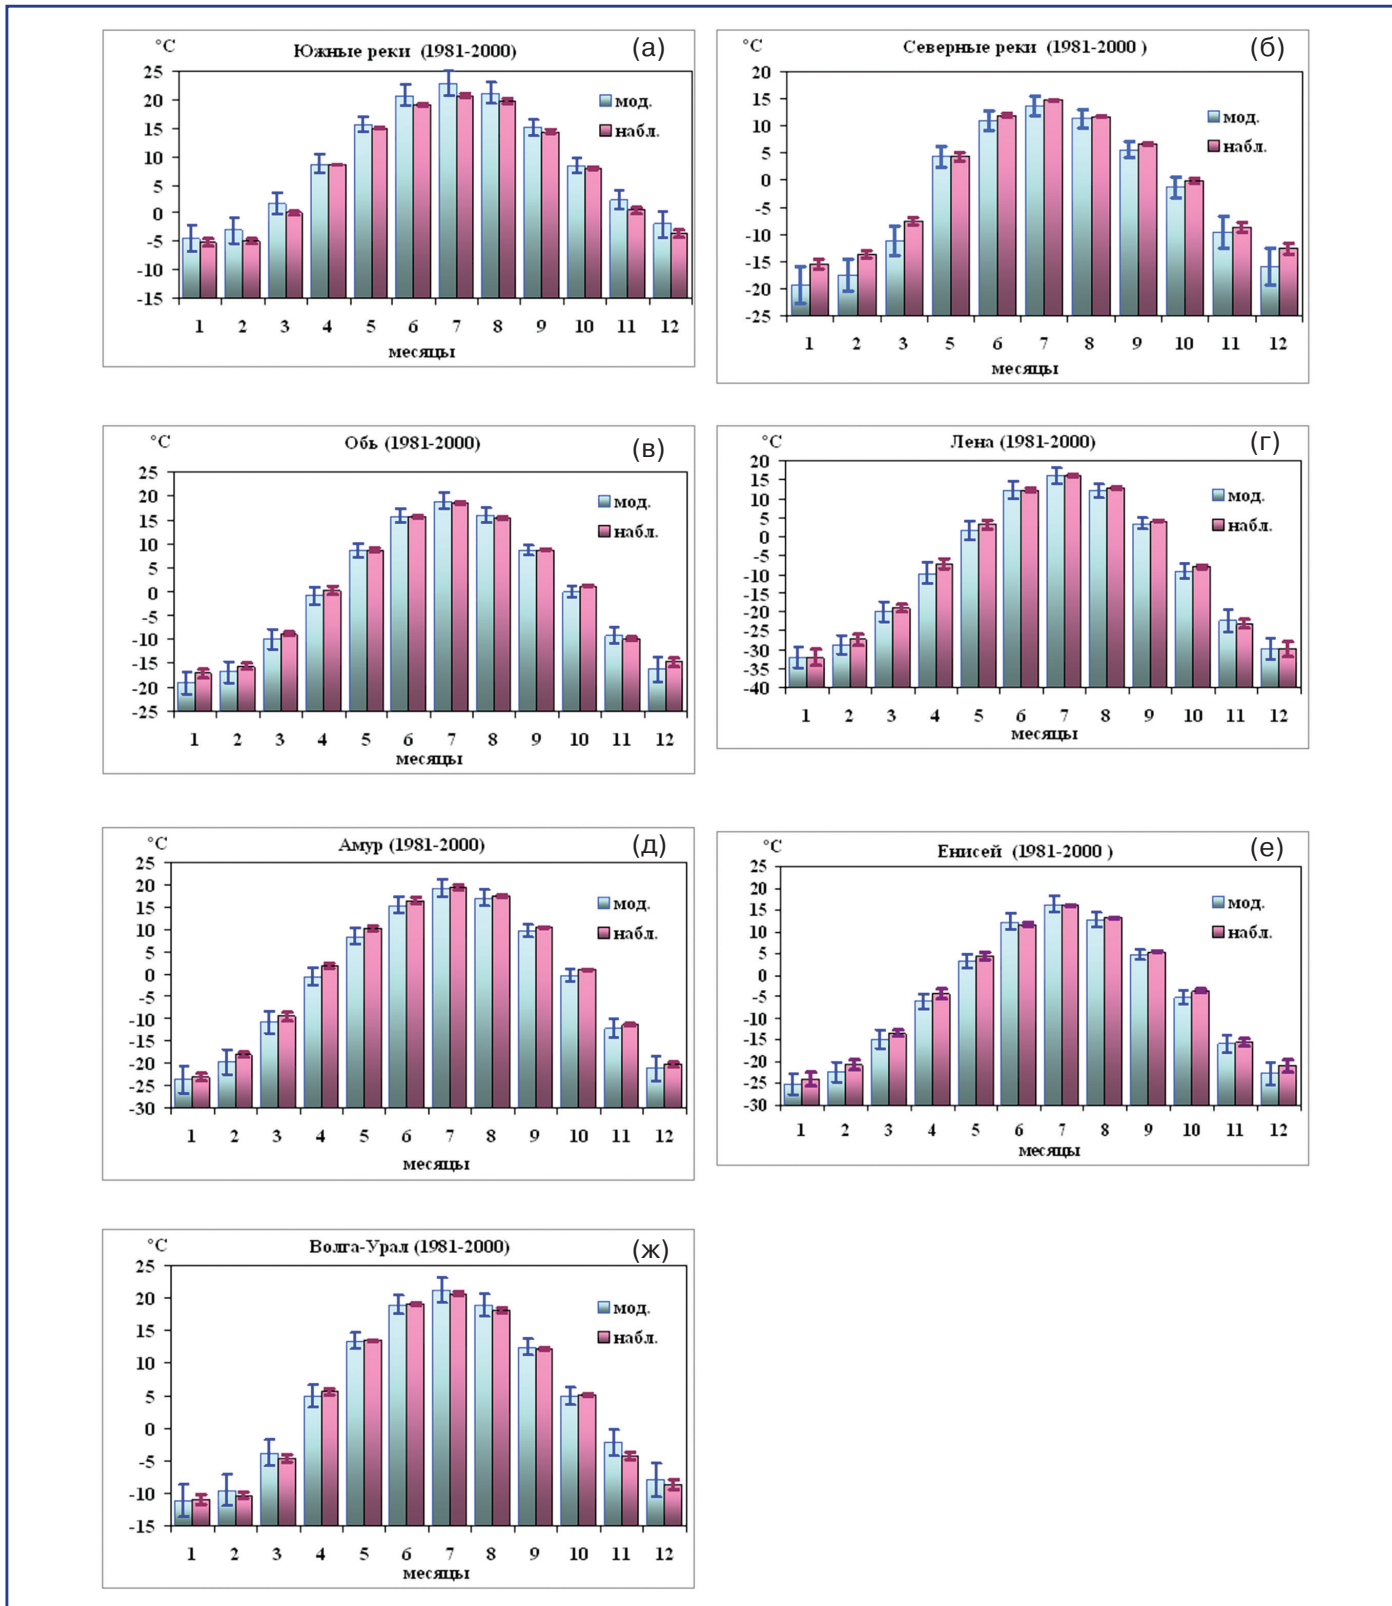 °C
Южные реки (1981-2000)
(а)
25
20
15
10
5
0
-5
-10
-15
мод.
набл.
1 2 3 4 5 6 7 8 9 10 11 12
месяцы
°C
Северные реки (1981-2000 )
(б)
20
15
10
5
0
-5
-10
-15
-20
-25
мод.
набл.
1 2 3 5 6 7 8 9 10 11 12
месяцы
°C
Обь (1981-2000)
(в)
25
20
15
10
5
0
-5
-10
-15
-20
-25
мод.
набл.
1 2 3 4 5 6 7 8 9 10 11 12
месяцы
°C
Лена (1981-2000)
(г)
20
15
10
5
0
-5
-10
-15
-20
-25
-30
-35
-40
мод.
набл.
1 2 3 4 5 6 7 8 9 10 11 12
месяцы
°C
Амур (1981-2000)
(д)
25
20
15
10
5
0
-5
-10
-15
-20
-25
-30
мод.
набл.
1 2 3 4 5 6 7 8 9 10 11 12
месяцы
°C
Енисей (1981-2000 )
(е)
25
20
15
10
5
0
-5
-10
-15
-20
-25
-30
мод.
набл.
1 2 3 4 5 6 7 8 9 10 11 12
месяцы
°C
Волга-Урал (1981-2000)
(ж)
25
20
15
10
5
0
-5
-10
-15
мод.
набл.
1 2 3 4 5 6 7 8 9 10 11 12
месяцы